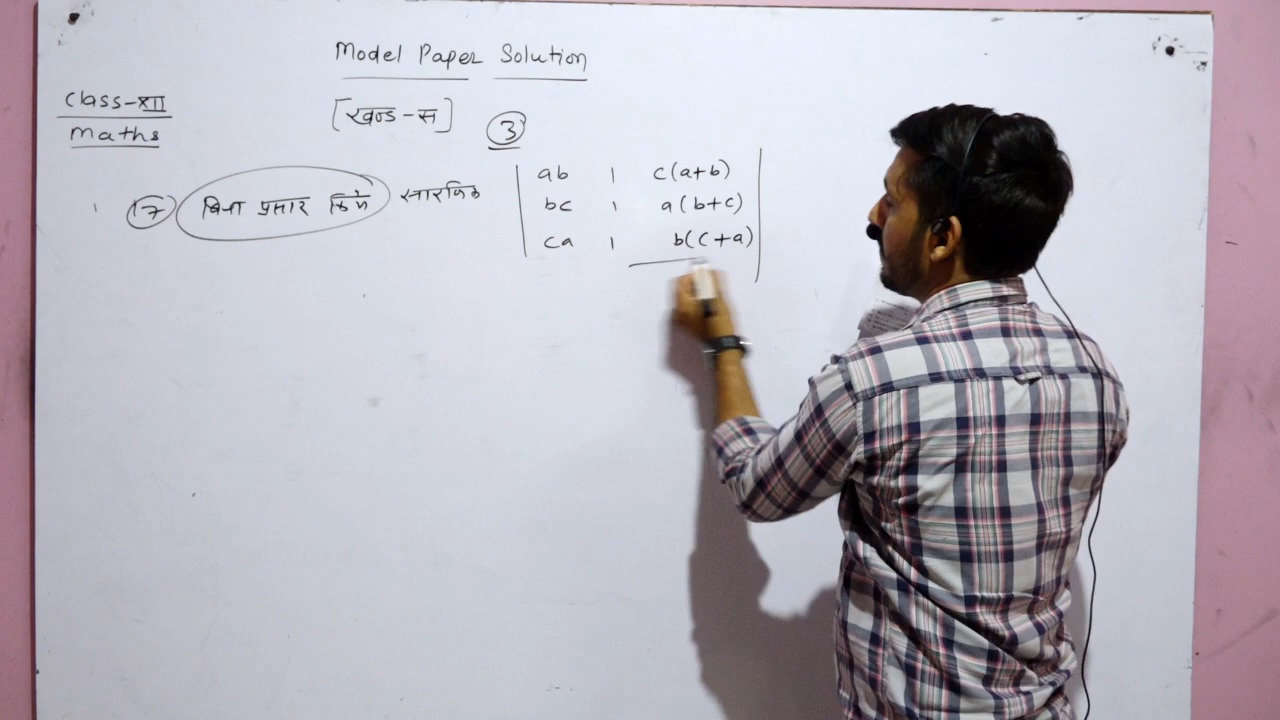 Model Paper Solution
Class-XII
Maths
[खण्ड-स]
3
17 बिना प्रसार किये सारणिक
ab 1 c(a+b)
bc 1 a(b+c)
ca 1 b(c+a)